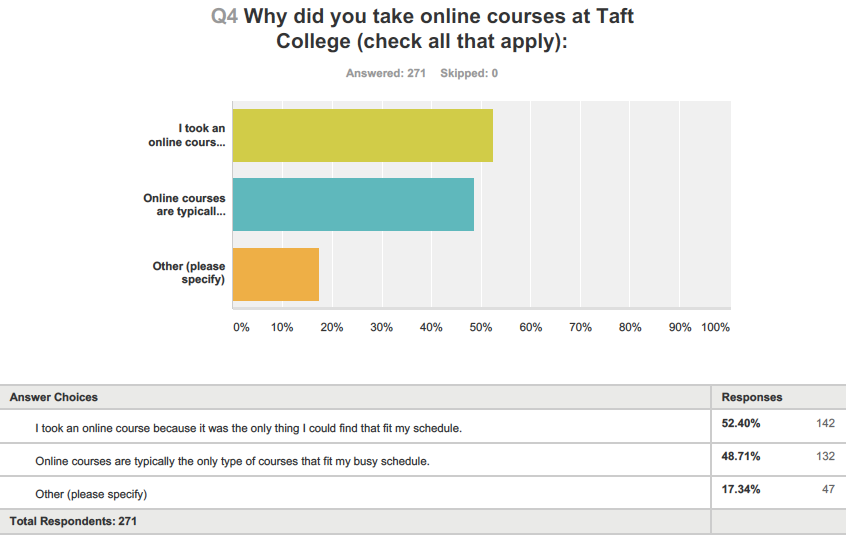 Q4 Why did you take online courses at Taft
College (check all that apply):
Answered: 271 Skipped: 0
I took an
online cours...
Online courses
are typicall...
Other (please
specify)
0% 10% 20% 30% 40% 50% 60% 70% 80% 90% 100%
Answer Choices Responses
I took an online course because it was the only thing I could find that fit my schedule. 52.40% 142
Online courses are typically the only type of courses that fit my busy schedule. 48.71% 132
Other (please specify) 17.34% 47
Total Respondents: 271